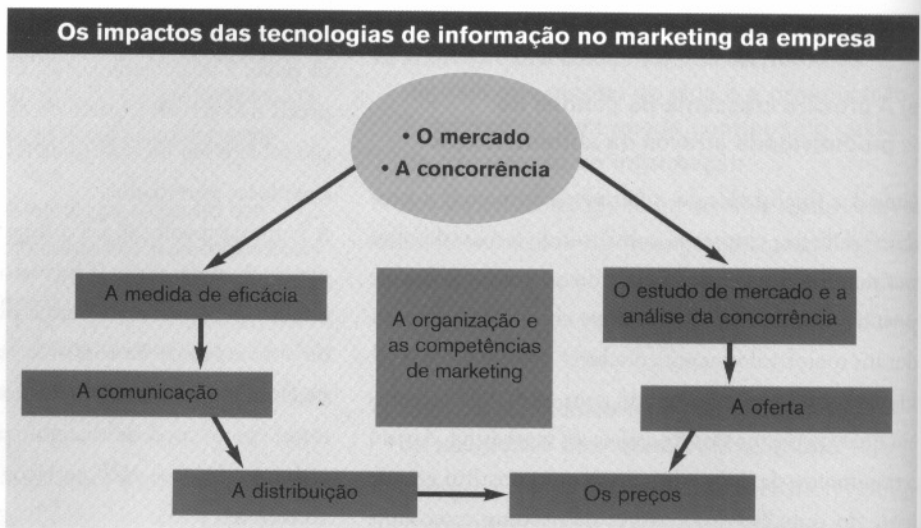 Os impactos das tecnologias de informação no marketing da empresa
• O mercado
• A concorrência
A medida de eficácia
A organização e
as competências
de marketing
O estudo de mercado e a
análise da concorrência
A comunicação
A oferta
A distribuição
Os preços